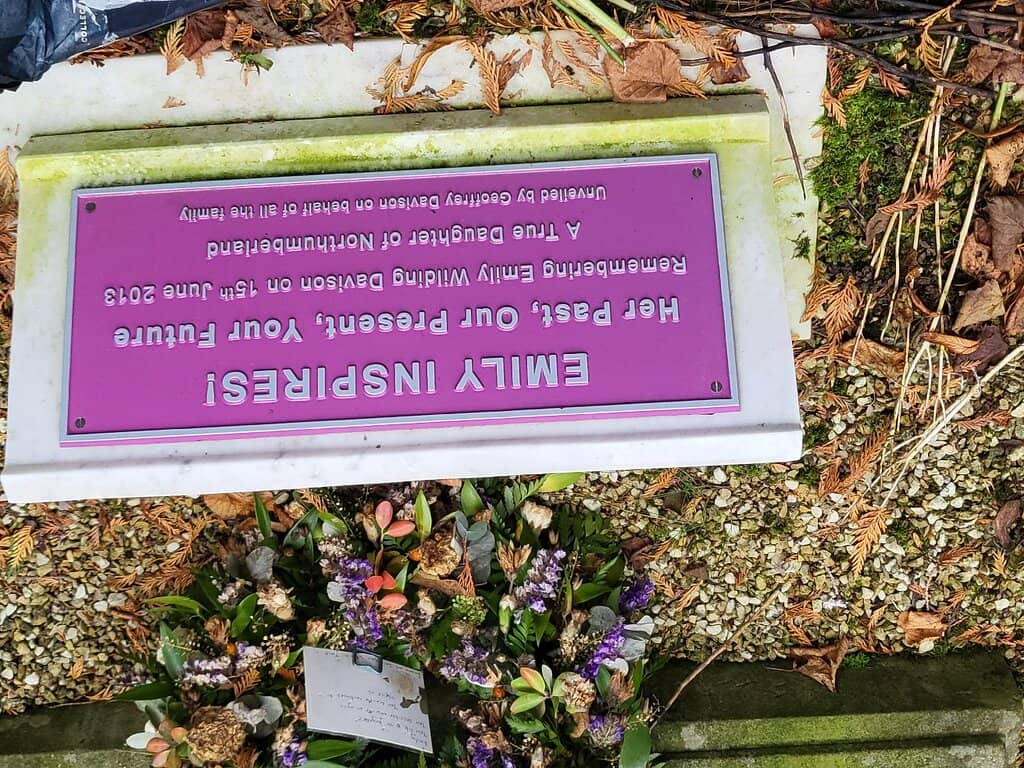 EMILY INSPIRES!
Her Past, Our Present, Your Future
Remembering Emily Wilding Davison on 15th June 2013
A True Daughter of Northumberland
Unveiled by Geoffrey Davison on behalf of all the family